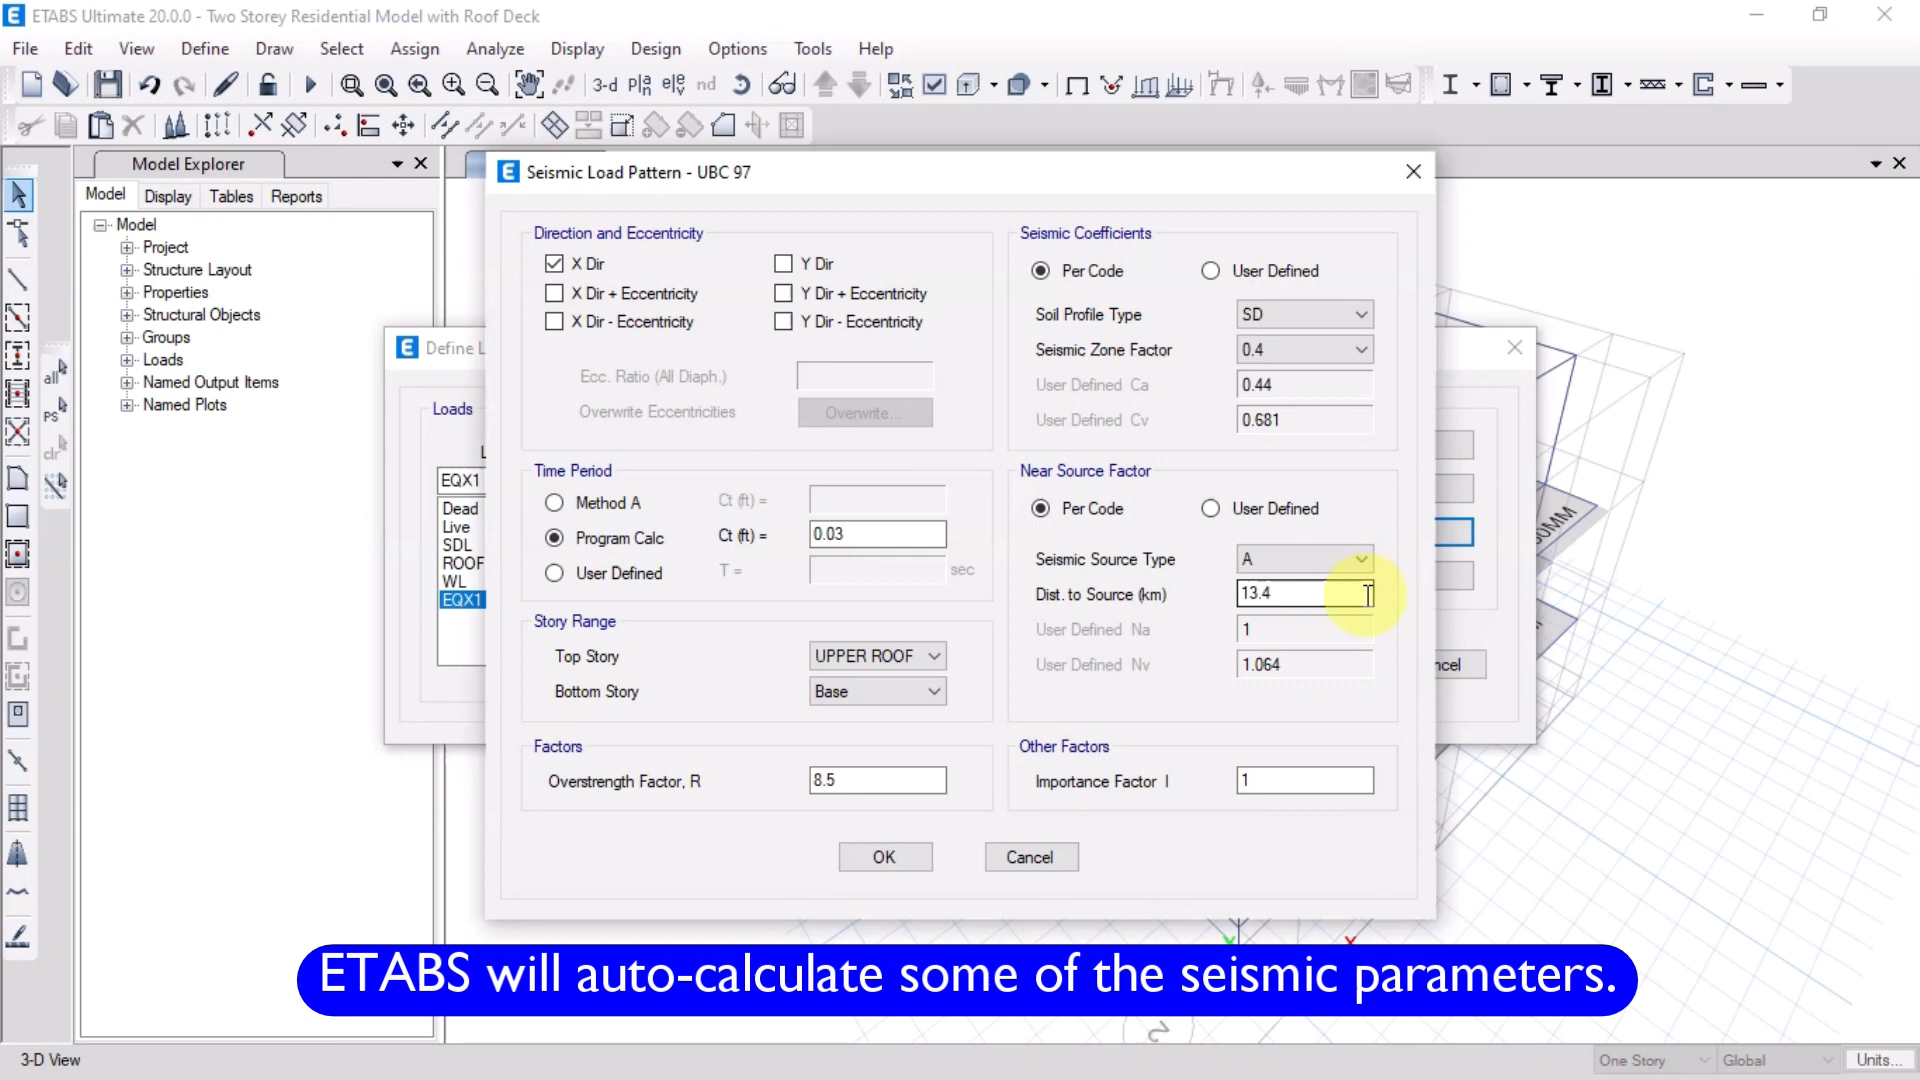 ETABS Ultimate 20.0.0 - Two Storey Residential Model with Roof Deck
File Edit View Define Draw Select Assign Analyze Display Design Options Tools Help
3-d nd
Model Explorer
Model Display Tables Reports
Model
Project
Structure Layout
Properties
Structural Objects
Groups
Loads
Named Output Items
Named Plots
all
PS
clr
Define L
Loads
L
EQX1
Dead
Live
SDL
ROOF
WL
EQX1
Seismic Load Pattern - UBC 97
Direction and Eccentricity
X Dir Y Dir
X Dir + Eccentricity Y Dir + Eccentricity
X Dir - Eccentricity Y Dir - Eccentricity
Ecc. Ratio (All Diaph.)
Overwrite Eccentricities Overwrite...
Time Period
Method A Ct (ft) =
Program Calc Ct (ft) = 0.03
User Defined T = sec
Story Range
Top Story UPPER ROOF
Bottom Story Base
Factors
Overstrength Factor, R 8.5
Seismic Coefficients
Per Code User Defined
Soil Profile Type SD
Seismic Zone Factor 0.4
User Defined Ca 0.44
User Defined Cv 0.681
Near Source Factor
Per Code User Defined
Seismic Source Type A
Dist. to Source (km) 13.4
User Defined Na 1
User Defined Nv 1.064
Other Factors
Importance Factor I 1
OK Cancel
ncel
X
ETABS will auto-calculate some of the seismic parameters.
3-D View
One Story Global Units...